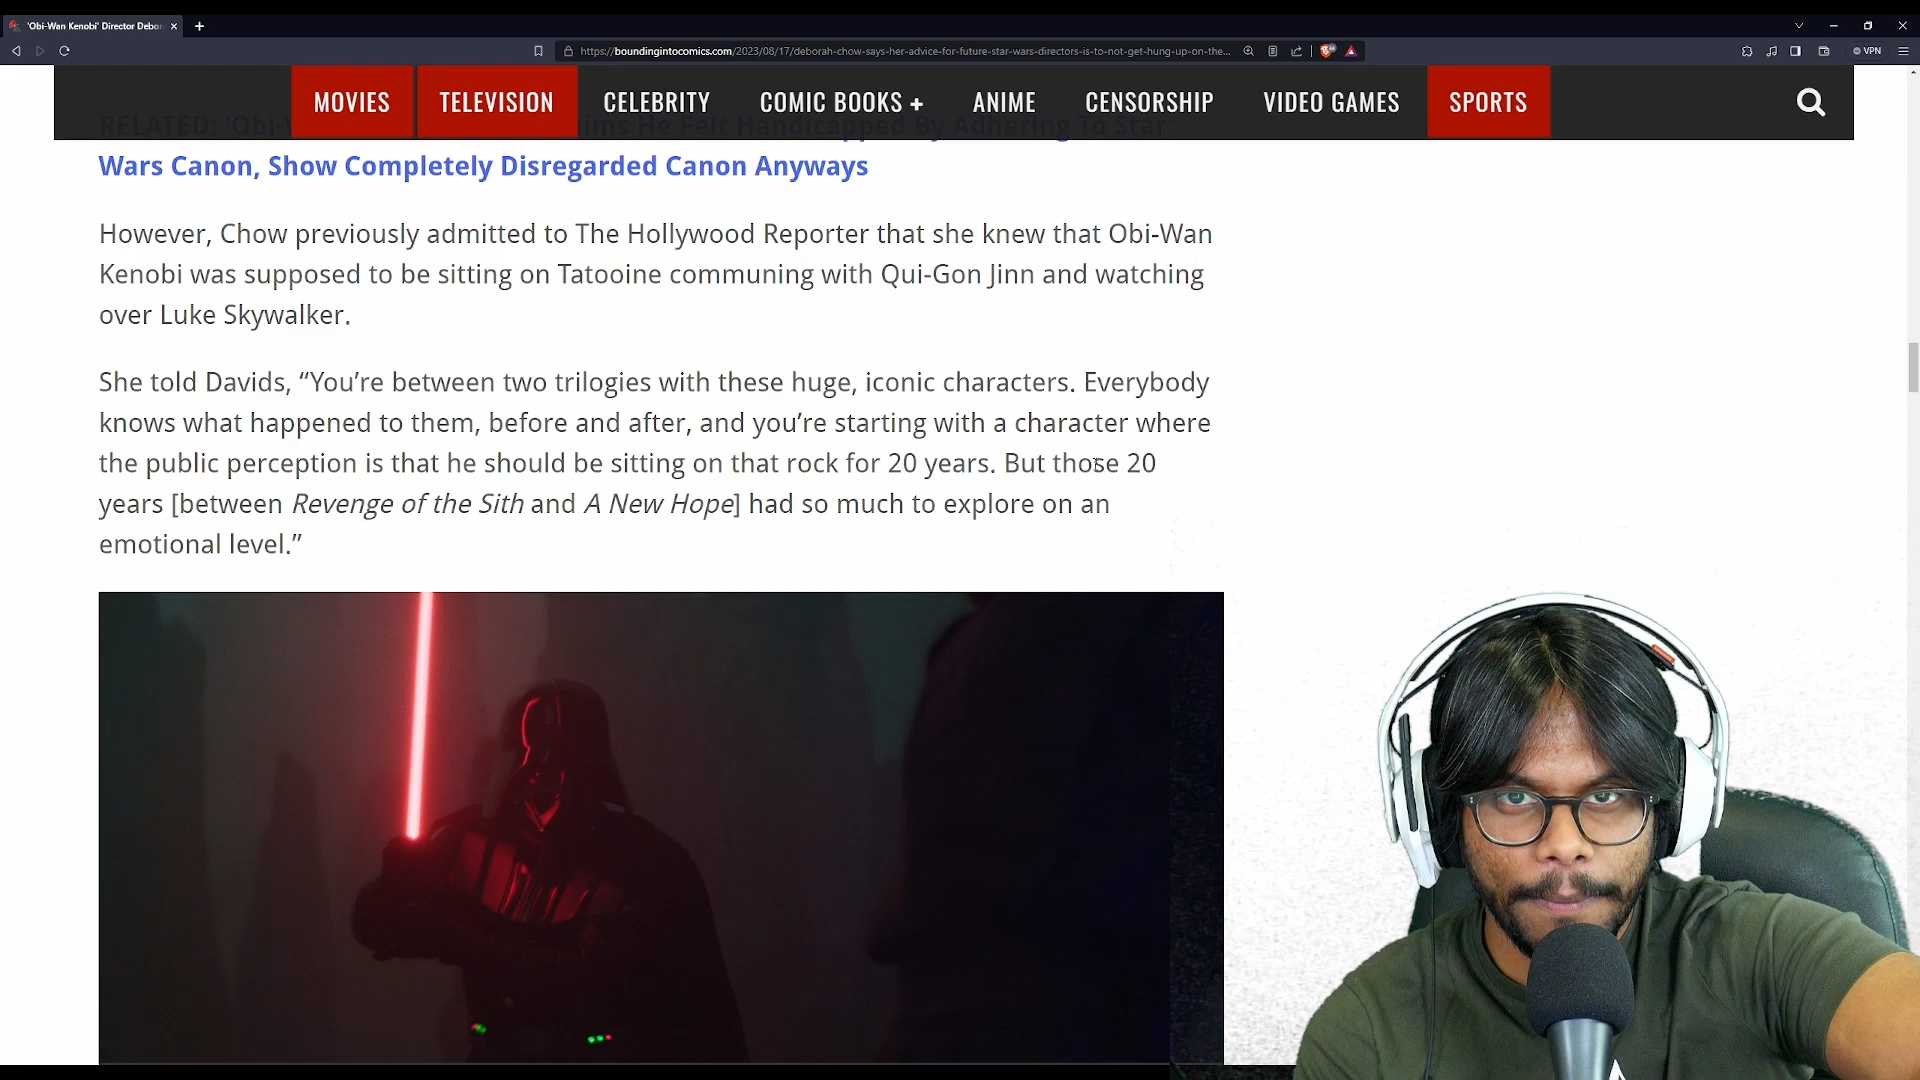 'Obi-Wan Kenobi' Director Debor
https://boundingintocomics.com/2023/08/17/deborah-chow-says-her-advice-for-future-star-wars-directors-is-to-not-get-hung-up-on-the...
VPN
MOVIES
TELEVISION
CELEBRITY
COMIC BOOKS +
ANIME
CENSORSHIP
VIDEO GAMES
SPORTS
RELATED: 'Obi-W ims He Felt Handicapped By Adhering To Star
Wars Canon, Show Completely Disregarded Canon Anyways
However, Chow previously admitted to The Hollywood Reporter that she knew that Obi-Wan
Kenobi was supposed to be sitting on Tatooine communing with Qui-Gon Jinn and watching
over Luke Skywalker.
She told Davids, “You’re between two trilogies with these huge, iconic characters. Everybody
knows what happened to them, before and after, and you’re starting with a character where
the public perception is that he should be sitting on that rock for 20 years. But those 20
years [between Revenge of the Sith and A New Hope] had so much to explore on an
emotional level.”